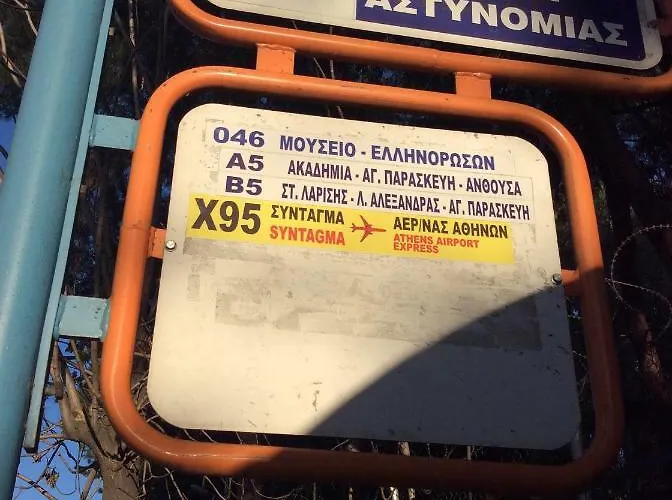 ΑΣΤΥΝΟΜΙΑΣ
046 ΜΟΥΣΕΙΟ - ΕΛΛΗΝΟΡΩΣΩΝ
Α5 ΑΚΑΔΗΜΙΑ - ΑΓ. ΠΑΡΑΣΚΕΥΗ - ΑΝΘΟΥΣΑ
Β5 ΣΤ. ΛΑΡΙΣΗΣ - Λ. ΑΛΕΞΑΝΔΡΑΣ - ΑΓ. ΠΑΡΑΣΚΕΥΗ
X95 ΣΥΝΤΑΓΜΑ ΑΕΡ/ΝΑΣ ΑΘΗΝΩΝ
SYNTAGMA ATHENS AIRPORT
EXPRESS